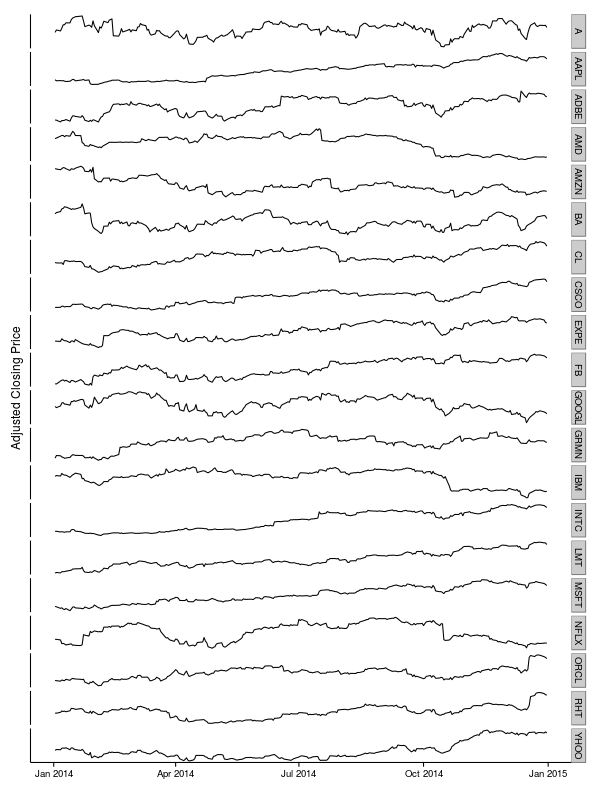 Adjusted Closing Price
A
AAPL
ADBE
AMD
AMZN
BA
CL
CSCO
EXPE
FB
GOOGL
GRMN
IBM
INTC
LMT
MSFT
NFLX
ORCL
RHT
YHOO
Jan 2014 Apr 2014 Jul 2014 Oct 2014 Jan 2015